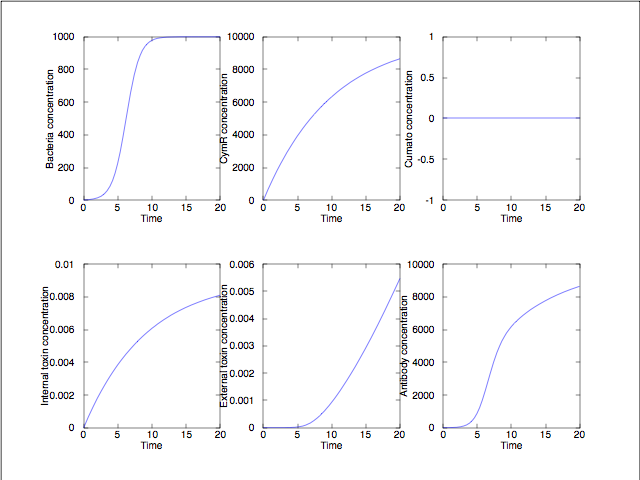 Bacteria concentration
1000
800
600
400
200
0
0 5 10 15 20
Time
CymR concentration
10000
8000
6000
4000
2000
0
0 5 10 15 20
Time
Cumato concentration
1
0.5
0
-0.5
-1
0 5 10 15 20
Time
Internal toxin concentration
0.01
0.008
0.006
0.004
0.002
0
0 5 10 15 20
Time
External toxin concentration
0.006
0.005
0.004
0.003
0.002
0.001
0
0 5 10 15 20
Time
Antibody concentration
10000
8000
6000
4000
2000
0
0 5 10 15 20
Time